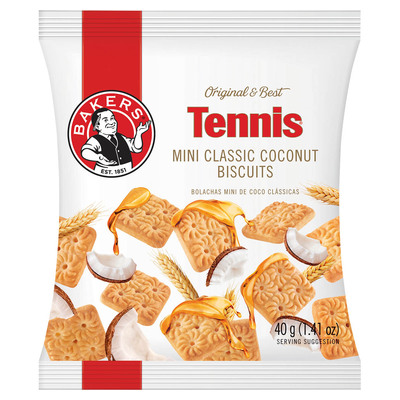 BAKERS
EST. 1851
Original & Best
Tennis
MINI CLASSIC COCONUT
BISCUITS
BOLACHAS MINI DE COCO CLÁSSICAS
40 g (1.41 oz)
SERVING SUGGESTION